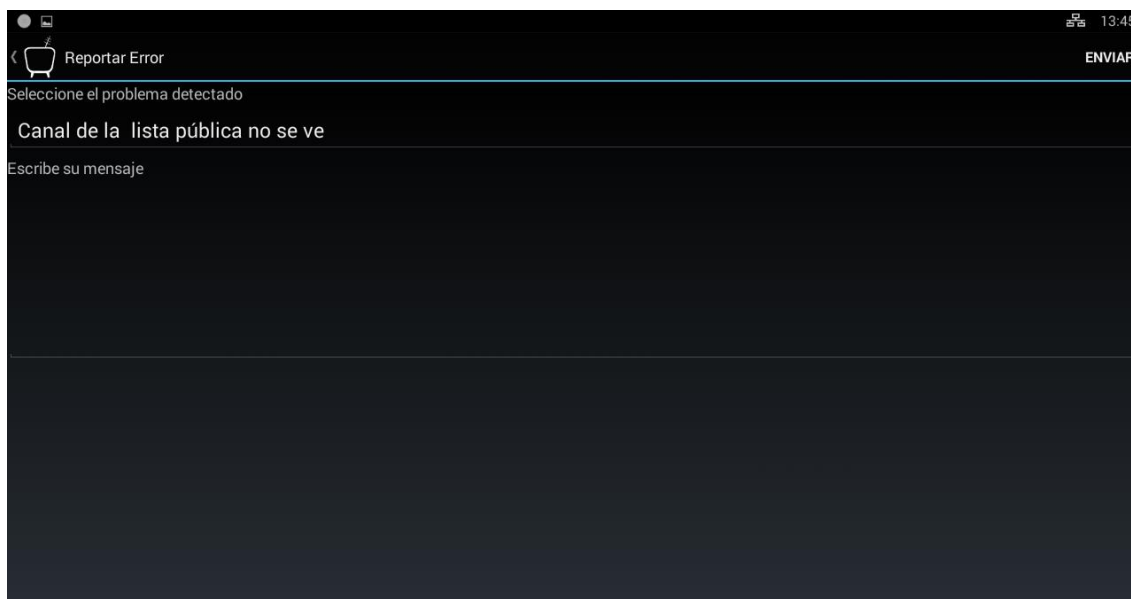 13:45
Reportar Error
ENVIAR
Seleccione el problema detectado
Canal de la  lista pública no se ve
Escribe su mensaje